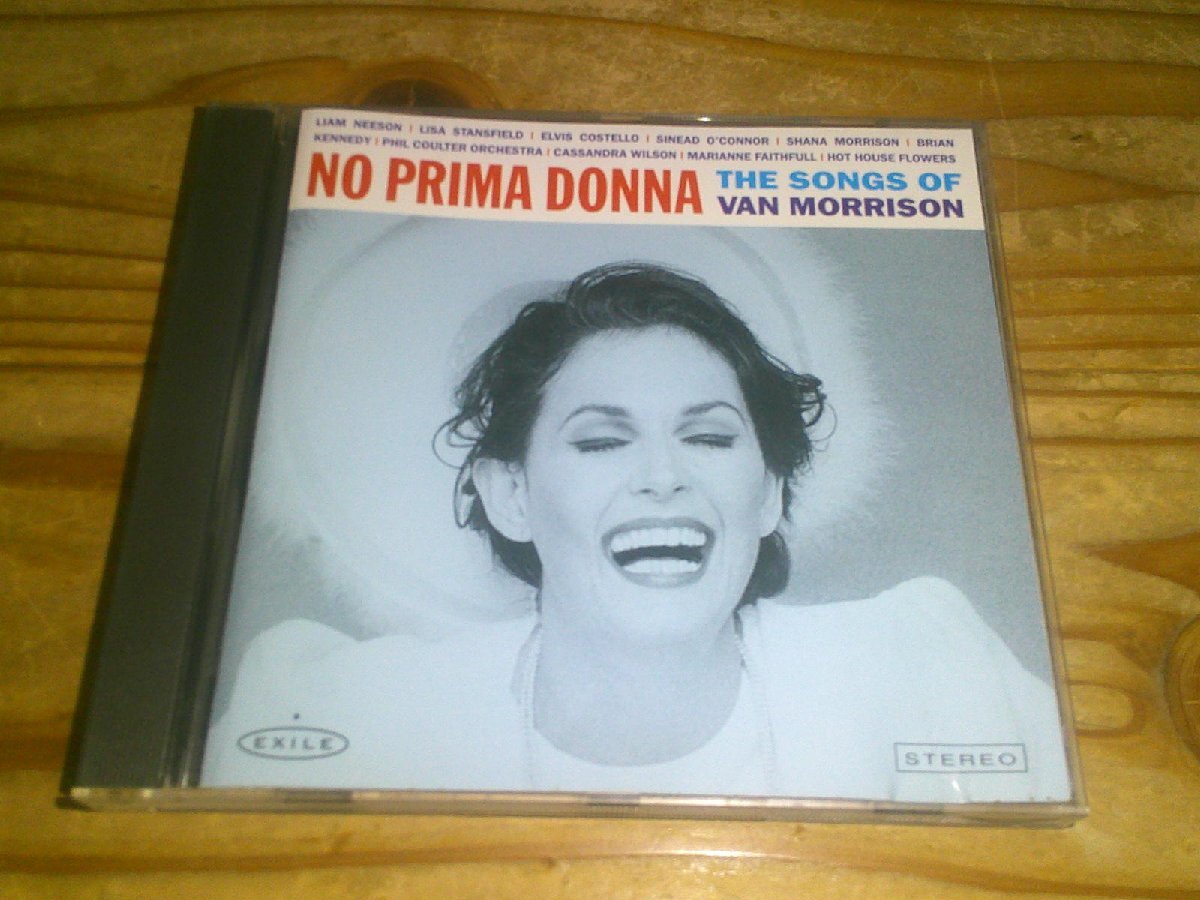 LIAM NEESON | LISA STANSFIELD | ELVIS COSTELLO | SINEAD O'CONNOR | SHANA MORRISON | BRIAN
KENNEDY | PHIL COULTER ORCHESTRA | CASSANDRA WILSON | MARIANNE FAITHFULL | HOT HOUSE FLOWERS
NO PRIMA DONNA
THE SONGS OF
VAN MORRISON
EXILE
STEREO